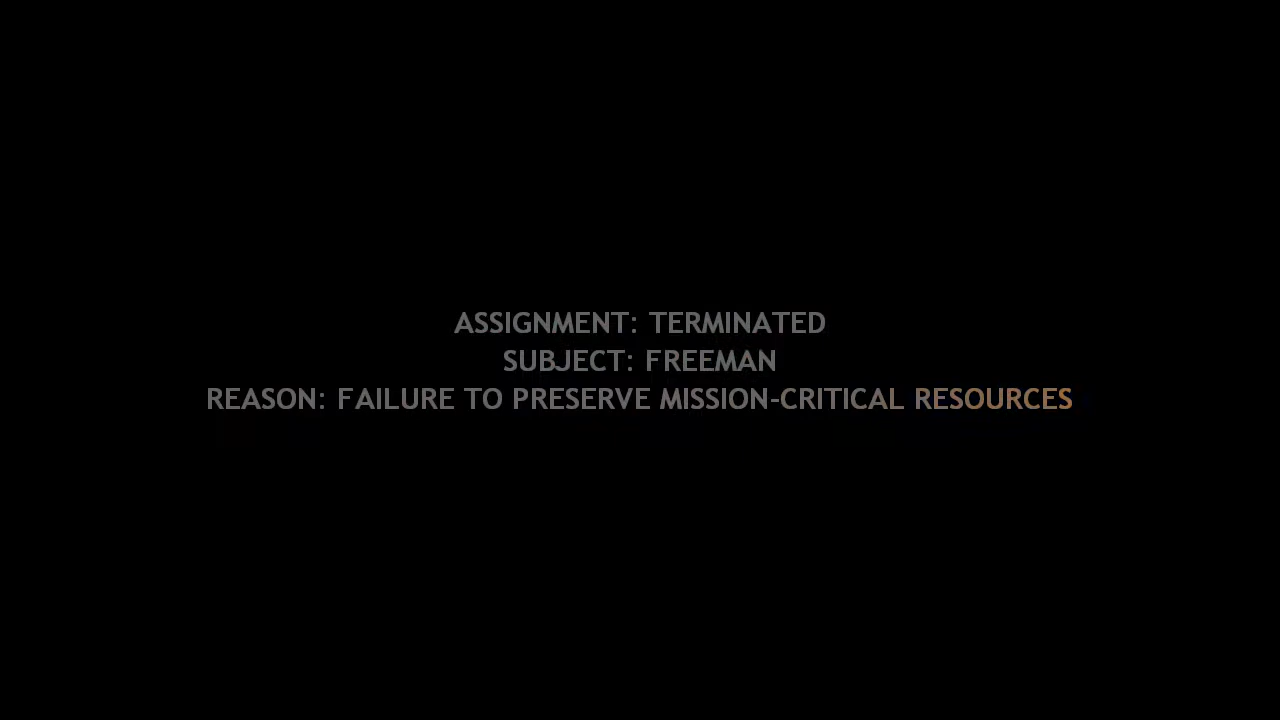 ASSIGNMENT: TERMINATED
SUBJECT: FREEMAN
REASON: FAILURE TO PRESERVE MISSION-CRITICAL RESOURCES